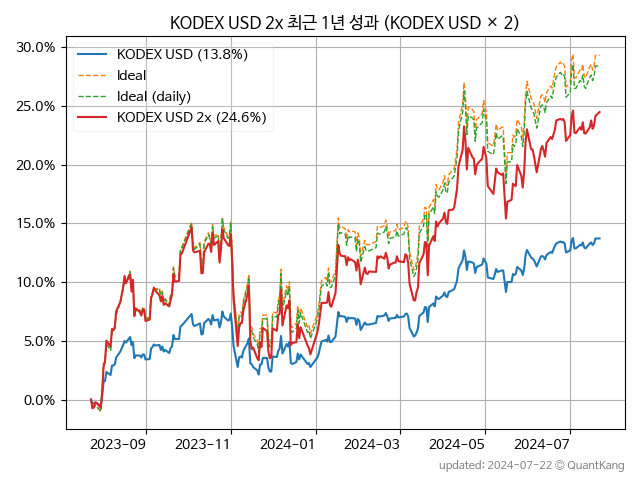 KODEX USD 2x 최근 1년 성과 (KODEX USD × 2)
30.0%
25.0%
20.0%
15.0%
10.0%
5.0%
0.0%
KODEX USD (13.8%)
Ideal
Ideal (daily)
KODEX USD 2x (24.6%)
2023-09
2023-11
2024-01
2024-03
2024-05
2024-07
updated: 2024-07-22 © QuantKang